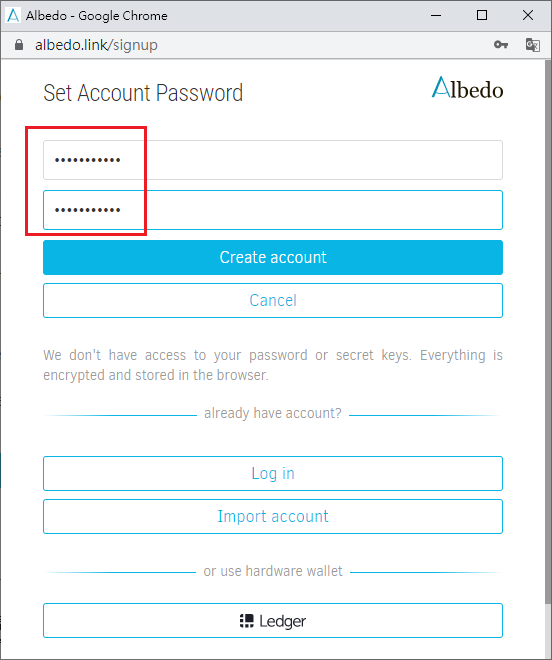 Albedo - Google Chrome
albedo.link/signup
Set Account Password
Albedo
•••••••••••
•••••••••••
Create account
Cancel
We don't have access to your password or secret keys. Everything is
encrypted and stored in the browser.
already have account?
Log in
Import account
or use hardware wallet
Ledger